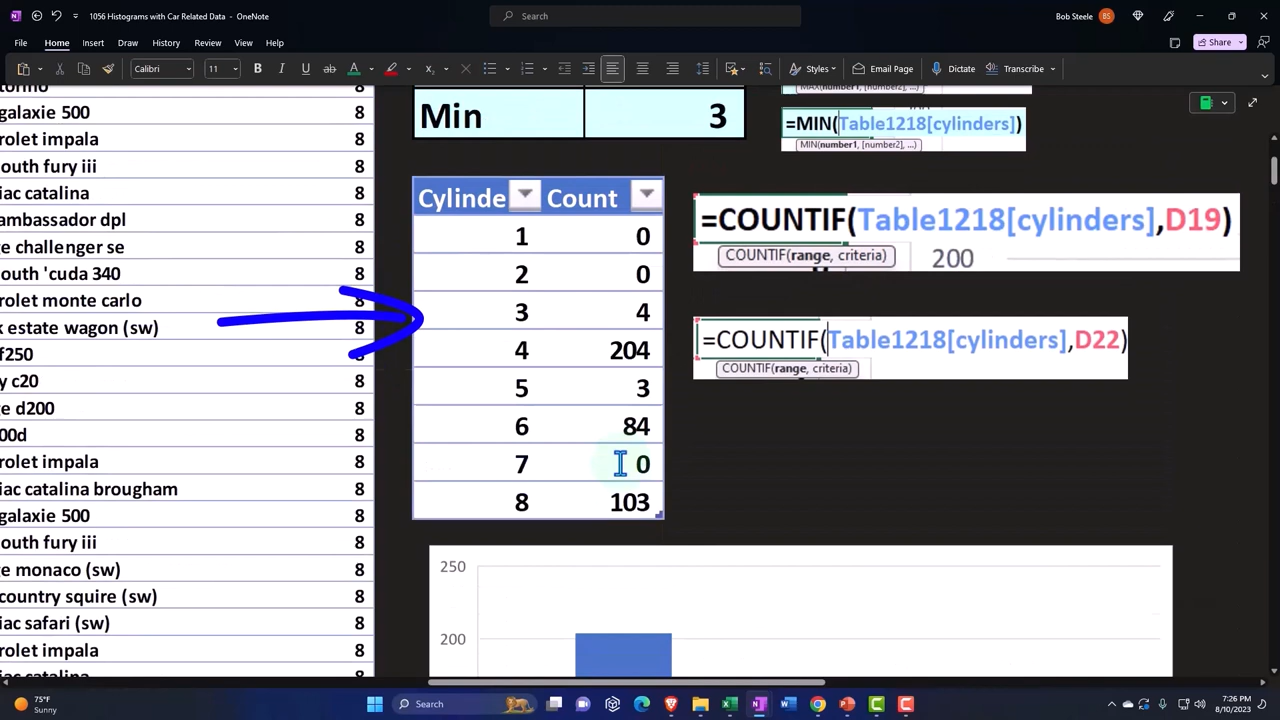 1056 Histograms with Car Related Data - OneNote
Search
Bob Steele BS
File Home Insert Draw History Review View Help
Share
Calibri 11 B I U ab A
Styles Email Page Dictate Transcribe
MAX(number1, [number2], ...)
galaxie 500 8
rolet impala 8
outh fury iii 8
iac catalina 8
ambassador dpl 8
e challenger se 8
outh 'cuda 340 8
rolet monte carlo 8
k estate wagon (sw) 8
f250 8
y c20 8
e d200 8
00d 8
rolet impala 8
iac catalina brougham 8
galaxie 500 8
outh fury iii 8
e monaco (sw) 8
country squire (sw) 8
iac safari (sw) 8
rolet impala 8
Min 3
=MIN(Table1218[cylinders])
MIN(number1, [number2], ...)
Cylinde Count
1 0
2 0
3 4
4 204
5 3
6 84
7 0
8 103
=COUNTIF(Table1218[cylinders],D19)
COUNTIF(range, criteria)
200
=COUNTIF(Table1218[cylinders],D22)
COUNTIF(range, criteria)
250
200
75°F
Sunny
Search
7:26 PM
8/10/2023